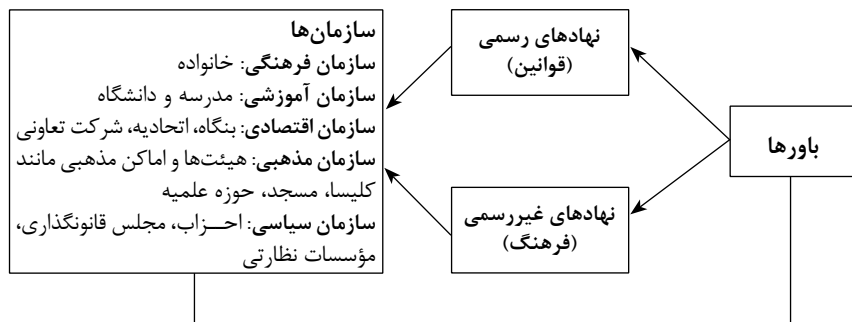 باورها
نهادهای رسمی
(قوانین)
نهادهای غیررسمی
(فرهنگ)
سازمان‌ها
سازمان فرهنگی: خانواده
سازمان آموزشی: مدرسه و دانشگاه
سازمان اقتصادی: بنگاه، اتحادیه، شرکت تعاونی
سازمان مذهبی: هیئت‌ها و اماکن مذهبی مانند
کلیسا، مسجد، حوزه علمیه
سازمان سیاسی: احــزاب، مجلس قانونگذاری،
مؤسسات نظارتی